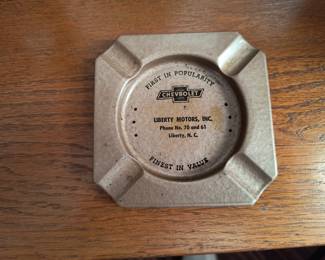 FIRST IN POPULARITY
CHEVROLET
LIBERTY MOTORS, INC.
Phone No. 70 and 61
Liberty, N. C.
FINEST IN VALUE